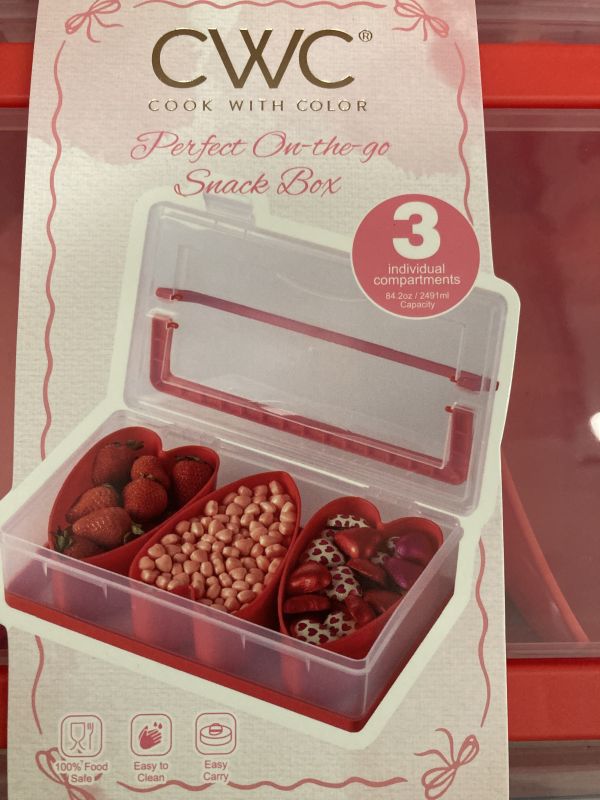 CWC®
COOK WITH COLOR
Perfect On-the-go
Snack Box
3
individual
compartments
84.2oz / 2491ml
Capacity
100% Food
Safe
Easy to
Clean
Easy
Carry